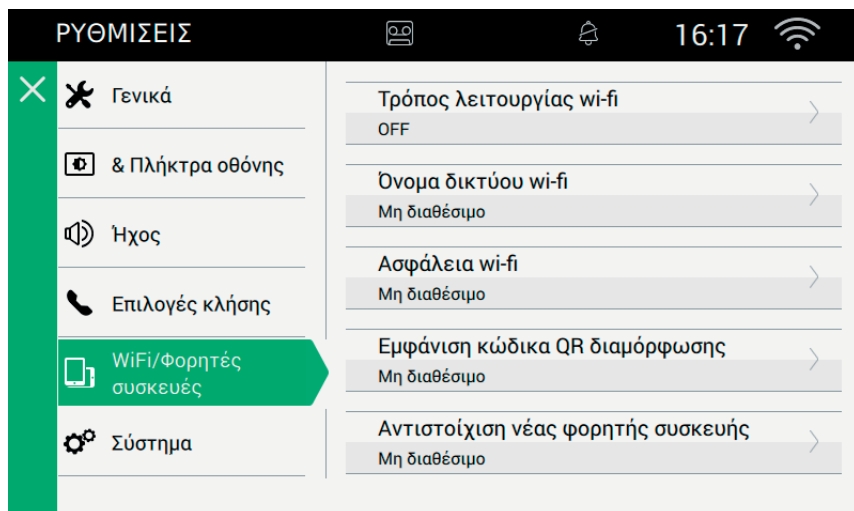 ΡΥΘΜΙΣΕΙΣ
16:17
Γενικά
& Πλήκτρα οθόνης
Ήχος
Επιλογές κλήσης
WiFi/Φορητές
συσκευές
Σύστημα
Τρόπος λειτουργίας wi-fi
OFF
Όνομα δικτύου wi-fi
Μη διαθέσιμο
Ασφάλεια wi-fi
Μη διαθέσιμο
Εμφάνιση κώδικα QR διαμόρφωσης
Μη διαθέσιμο
Αντιστοίχιση νέας φορητής συσκευής
Μη διαθέσιμο